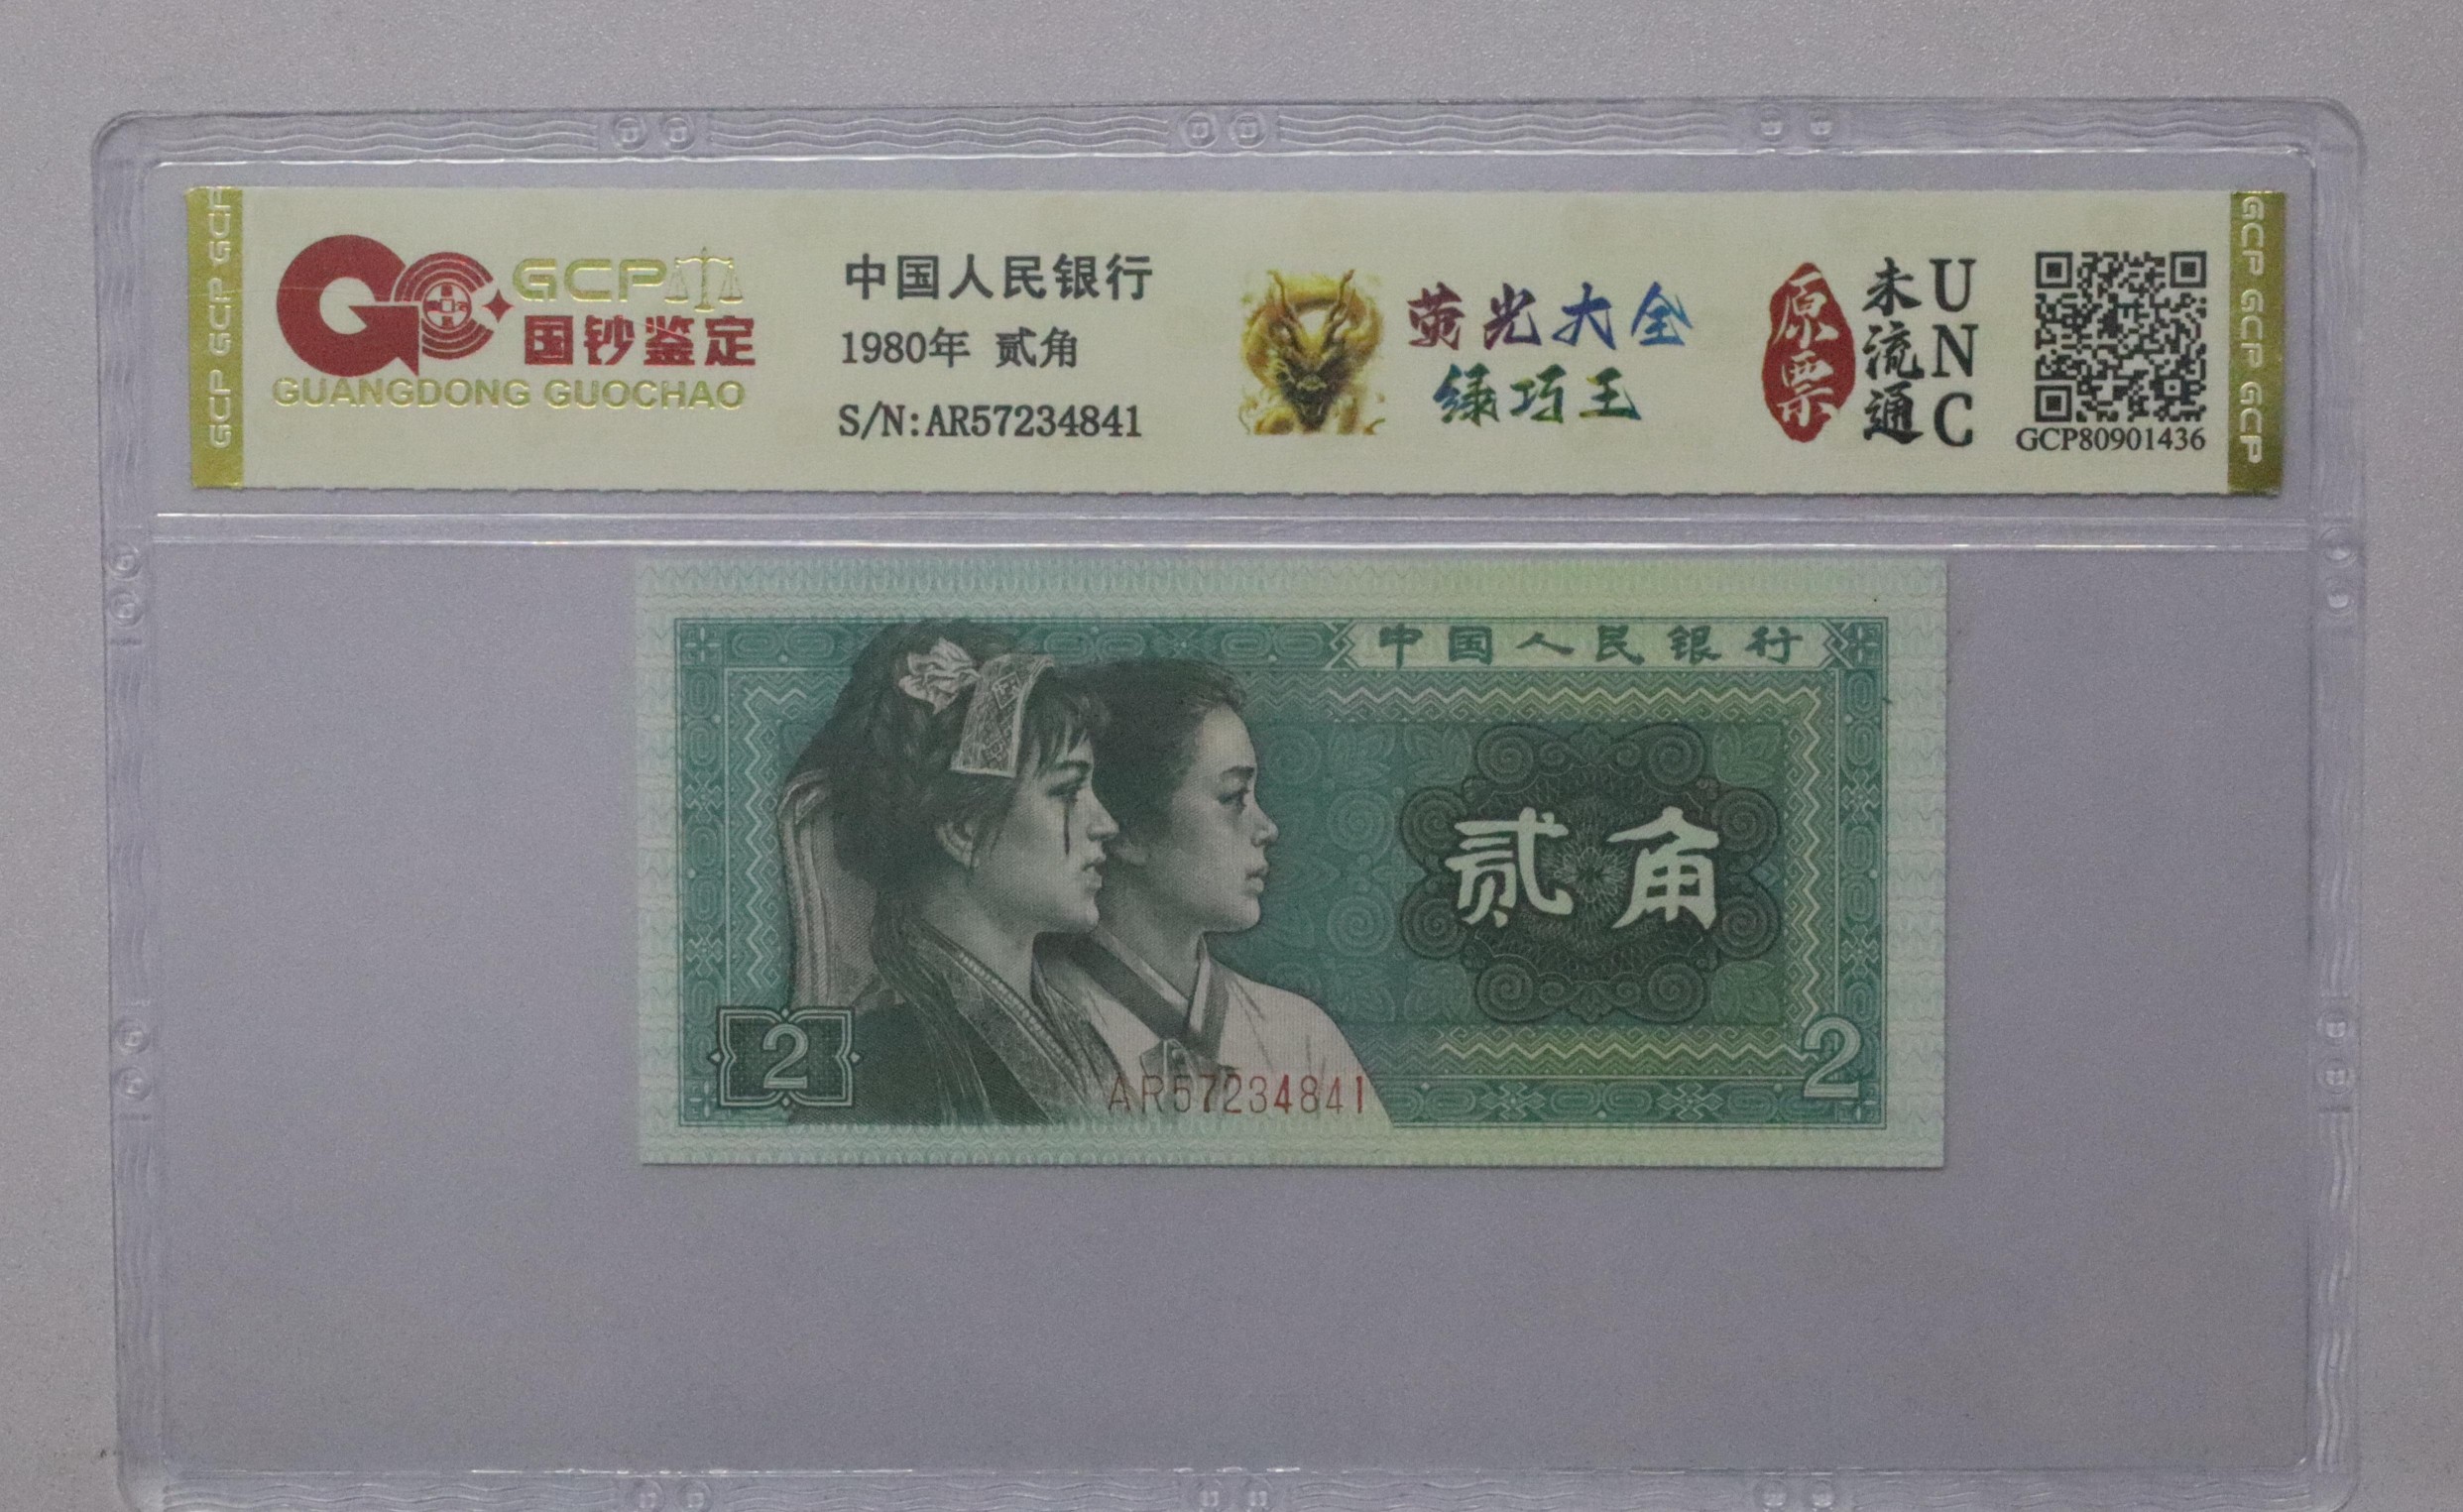 GCP GCP GCP
GCP
国钞鉴定
GUANGDONG GUOCHAO
中国人民银行
1980年 贰角
S/N:AR57234841
荧光大全
绿巧王
原票
未流通
UNC
GCP80901436
GCP GCP GCP
中国人民银行
贰角
2
2
AR57234841